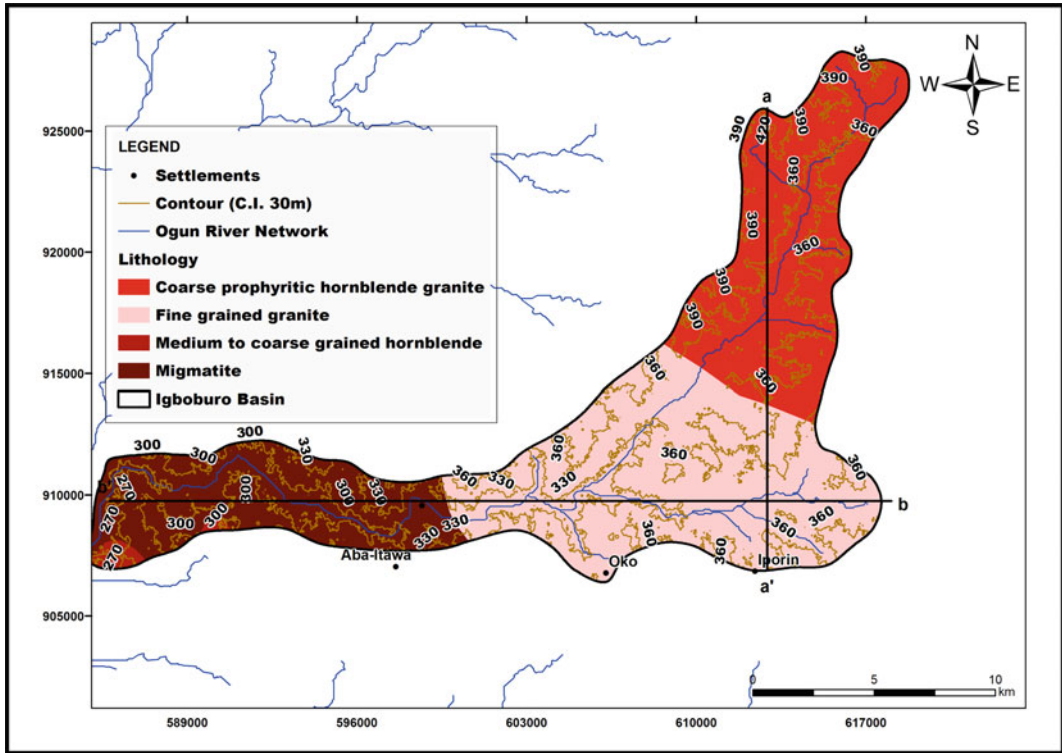 N
W E
S
a
b
b'
a'
925000
920000
915000
910000
905000
LEGEND
Settlements
Contour (C.I. 30m)
Ogun River Network
Lithology
Coarse prophyritic hornblende granite
Fine grained granite
Medium to coarse grained hornblende
Migmatite
Igboburo Basin
390
390
390
390
420
360
360
360
390
390
390
360
360
360
360
330
360
330
360
360
360
360
360
300
300
300
330
270
300
300
330
300
300
270
330
330
270
Aba-Itawa
Oko
Iporin
0 5 10
km
589000 596000 603000 610000 617000